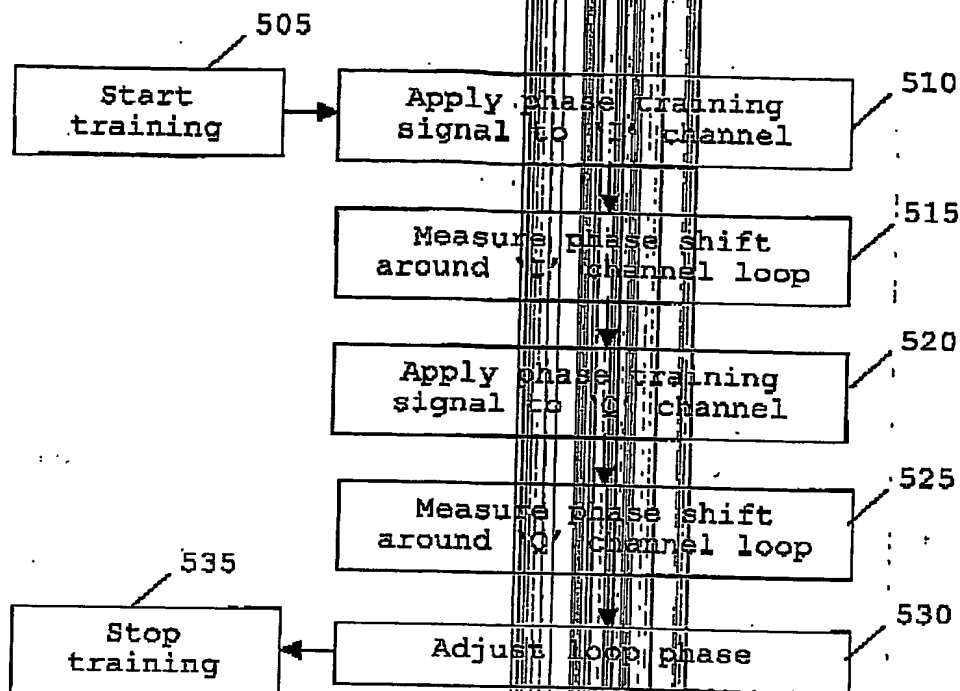 505
Start
training
Apply phase training
signal to 'I' channel
510
Measure phase shift
around 'I' channel loop
515
Apply phase training
signal to 'Q' channel
520
Measure phase shift
around 'Q' channel loop
525
535
Stop
training
Adjust loop phase
530